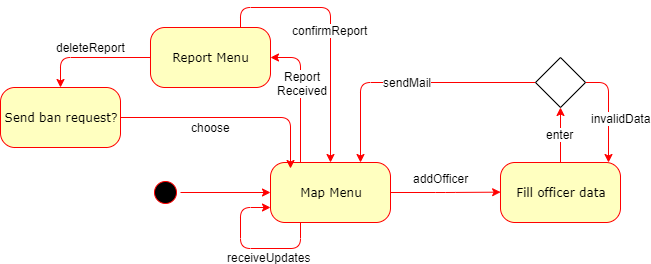 confirmReport
deleteReport
Report Menu
Report
Received
sendMail
Send ban request?
choose
invalidData
enter
addOfficer
Map Menu
Fill officer data
receiveUpdates